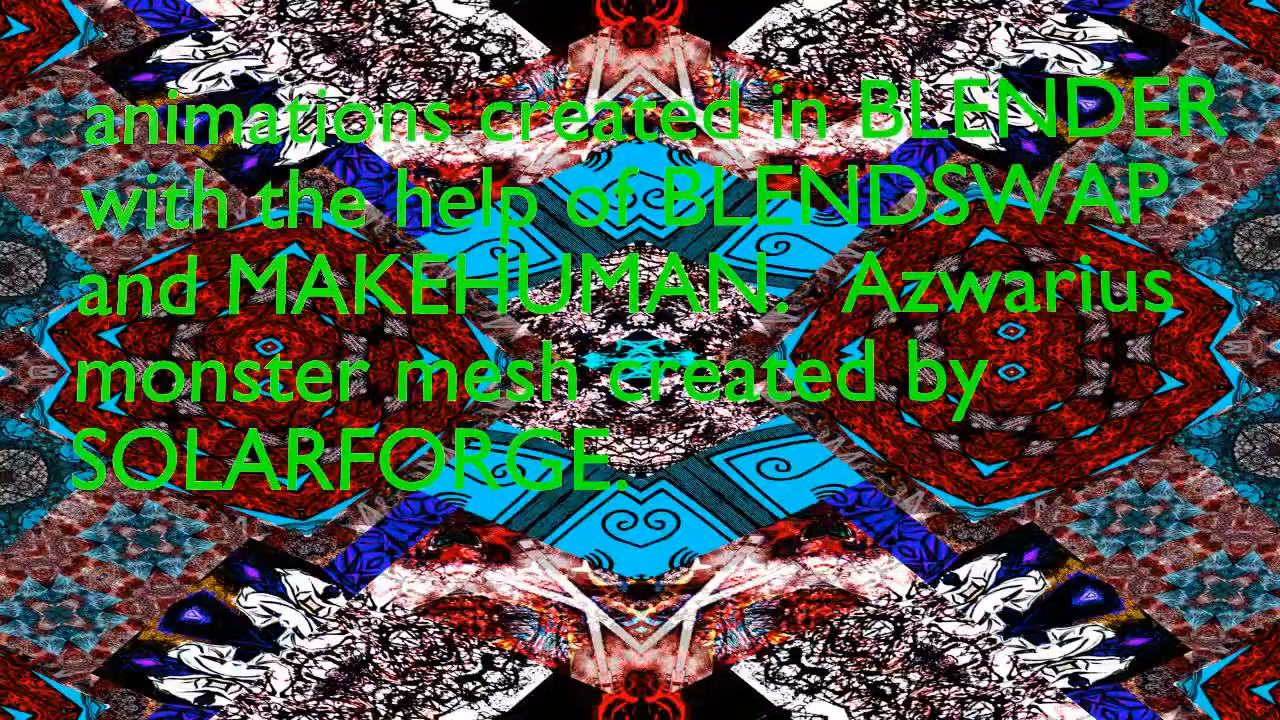 animations created in BLENDER
with the help of BLENDSWAP
and MAKEHUMAN.  Azwarius
monster mesh created by
SOLARFORGE.